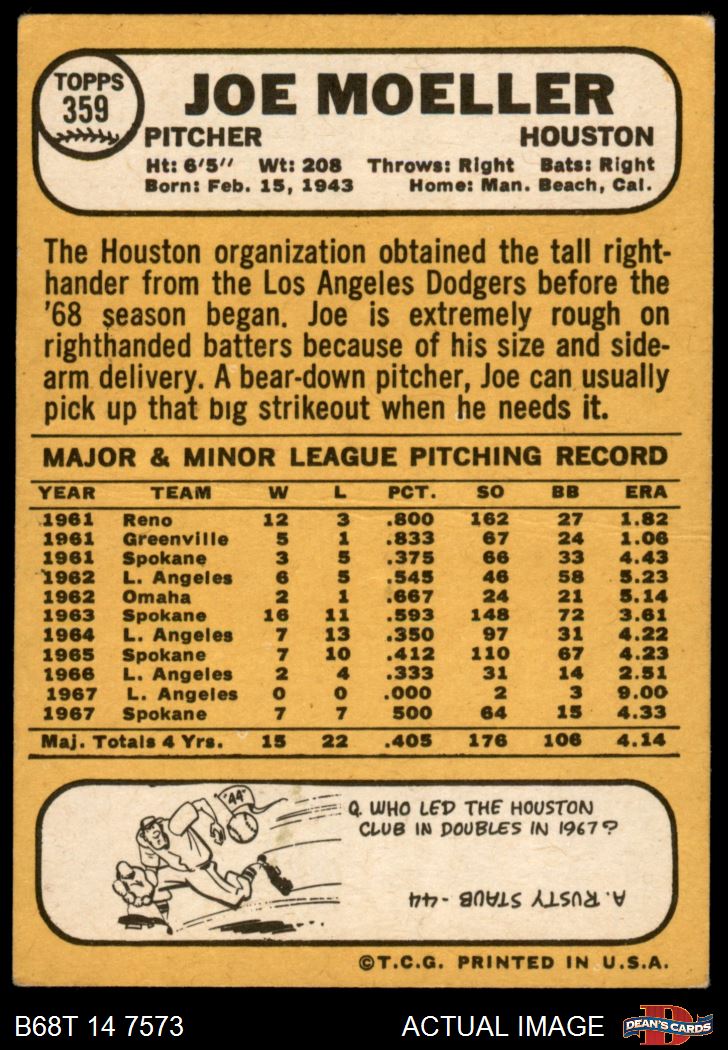 TOPPS
359
JOE MOELLER
PITCHER HOUSTON
Ht: 6'5'' Wt: 208 Throws: Right Bats: Right
Born: Feb. 15, 1943 Home: Man. Beach, Cal.
The Houston organization obtained the tall right-
hander from the Los Angeles Dodgers before the
'68 season began. Joe is extremely rough on
righthanded batters because of his size and side-
arm delivery. A bear-down pitcher, Joe can usually
pick up that big strikeout when he needs it.
MAJOR & MINOR LEAGUE PITCHING RECORD
YEAR TEAM W L PCT. SO BB ERA
1961 Reno 12 3 .800 162 27 1.82
1961 Greenville 5 1 .833 67 24 1.06
1961 Spokane 3 5 .375 66 33 4.43
1962 L. Angeles 6 5 .545 46 58 5.23
1962 Omaha 2 1 .667 24 21 5.14
1963 Spokane 16 11 .593 148 72 3.61
1964 L. Angeles 7 13 .350 97 31 4.22
1965 Spokane 7 10 .412 110 67 4.23
1966 L. Angeles 2 4 .333 31 14 2.51
1967 L. Angeles 0 0 .000 2 3 9.00
1967 Spokane 7 7 500 64 15 4.33
Maj. Totals 4 Yrs. 15 22 .405 176 106 4.14
"44"
Q. WHO LED THE HOUSTON
CLUB IN DOUBLES IN 1967?
A. RUSTY STAUB - 44
©T.C.G. PRINTED IN U.S.A.
B68T 14 7573 ACTUAL IMAGE
D
DEAN'S CARDS